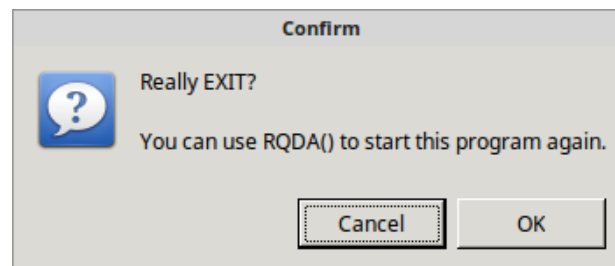 Confirm
Really EXIT?
You can use RQDA() to start this program again.
Cancel
OK